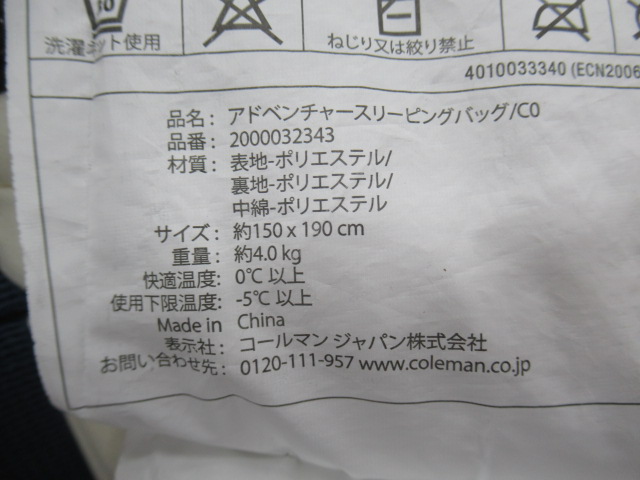 洗濯ネット使用
ねじり又は絞り禁止
4010033340 (ECN2006
品名: アドベンチャースリーピングバッグ/C0
品番: 2000032343
材質: 表地-ポリエステル/
裏地-ポリエステル/
中綿-ポリエステル
サイズ: 約150 x 190 cm
重量: 約4.0 kg
快適温度: 0℃ 以上
使用下限温度: -5℃ 以上
Made in China
表示社: コールマン ジャパン株式会社
お問い合わせ先: 0120-111-957 www.coleman.co.jp